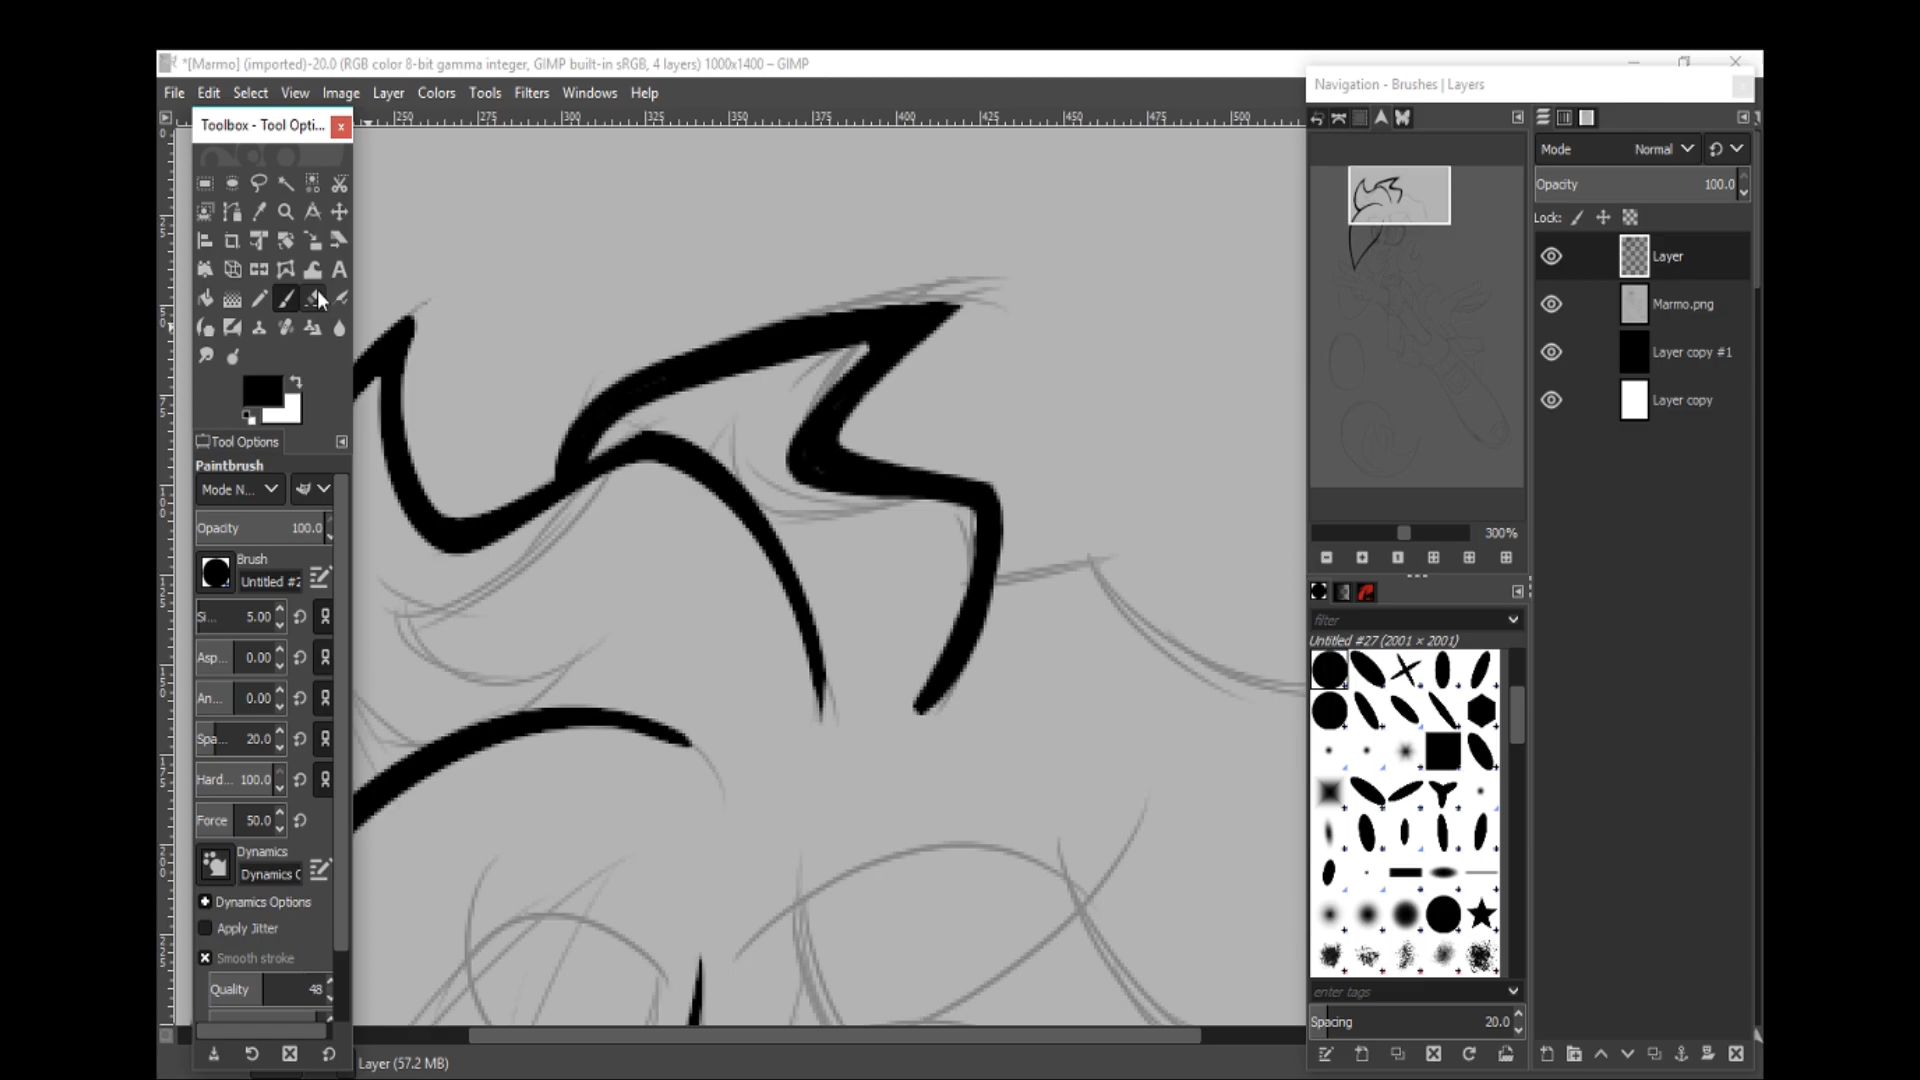 *[Marmo] (imported)-20.0 (RGB color 8-bit gamma integer, GIMP built-in sRGB, 4 layers) 1000x1400 – GIMP
File Edit Select View Image Layer Colors Tools Filters Windows Help
Toolbox - Tool Opti...
250 275 300 325 350 375 400 425 450 475 500
Tool Options
Paintbrush
Mode N...
Opacity 100.0
Brush
Untitled #2
Si... 5.00
Asp... 0.00
An... 0.00
Spa... 20.0
Hard... 100.0
Force 50.0
Dynamics
Dynamics O
Dynamics Options
Apply Jitter
Smooth stroke
Quality 48
Layer (57.2 MB)
Navigation - Brushes | Layers
300%
filter
Untitled #27 (2001 × 2001)
enter tags
Spacing 20.0
Mode Normal
Opacity 100.0
Lock:
Layer
Marmo.png
Layer copy #1
Layer copy